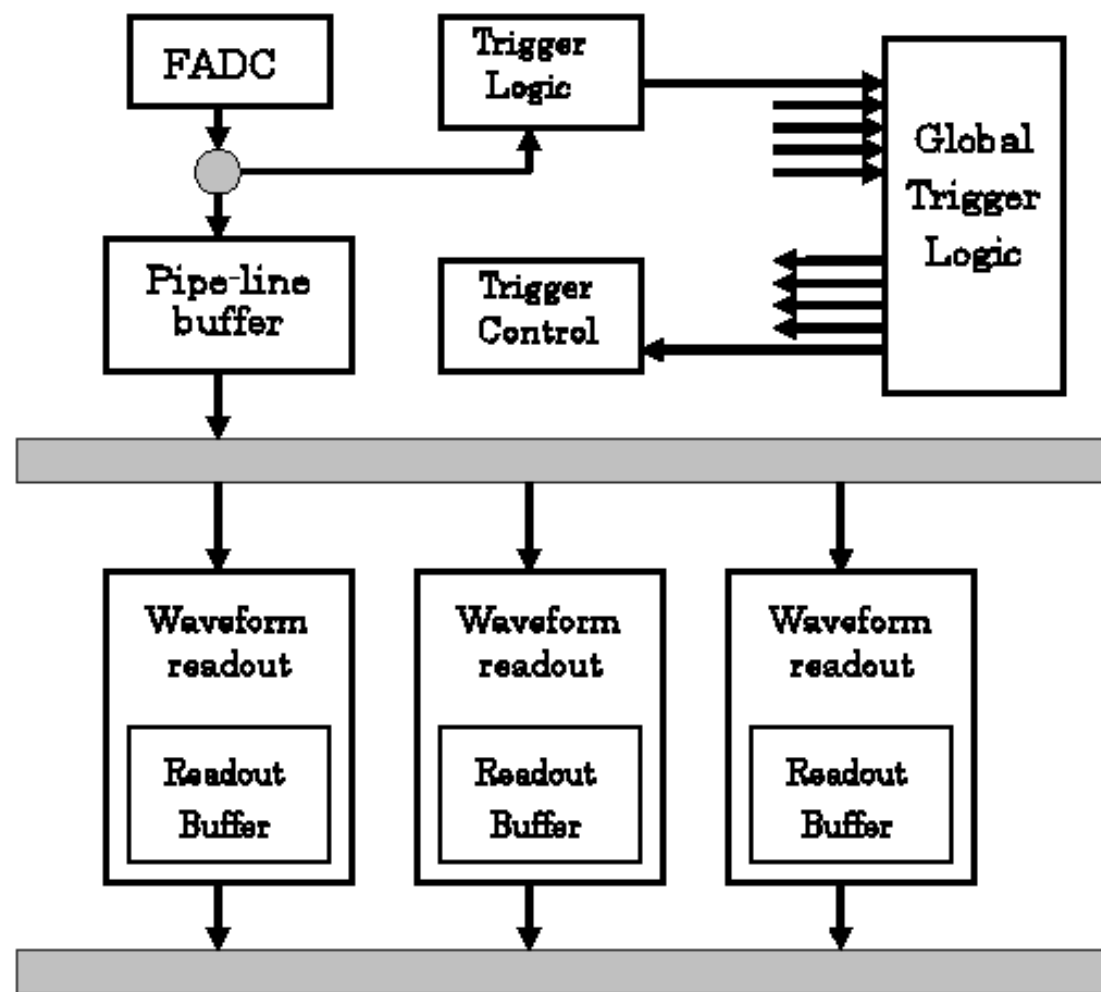 FADC
Trigger
Logic
Global
Trigger
Logic
Pipe-line
buffer
Trigger
Control
Waveform
readout
Readout
Buffer
Waveform
readout
Readout
Buffer
Waveform
readout
Readout
Buffer